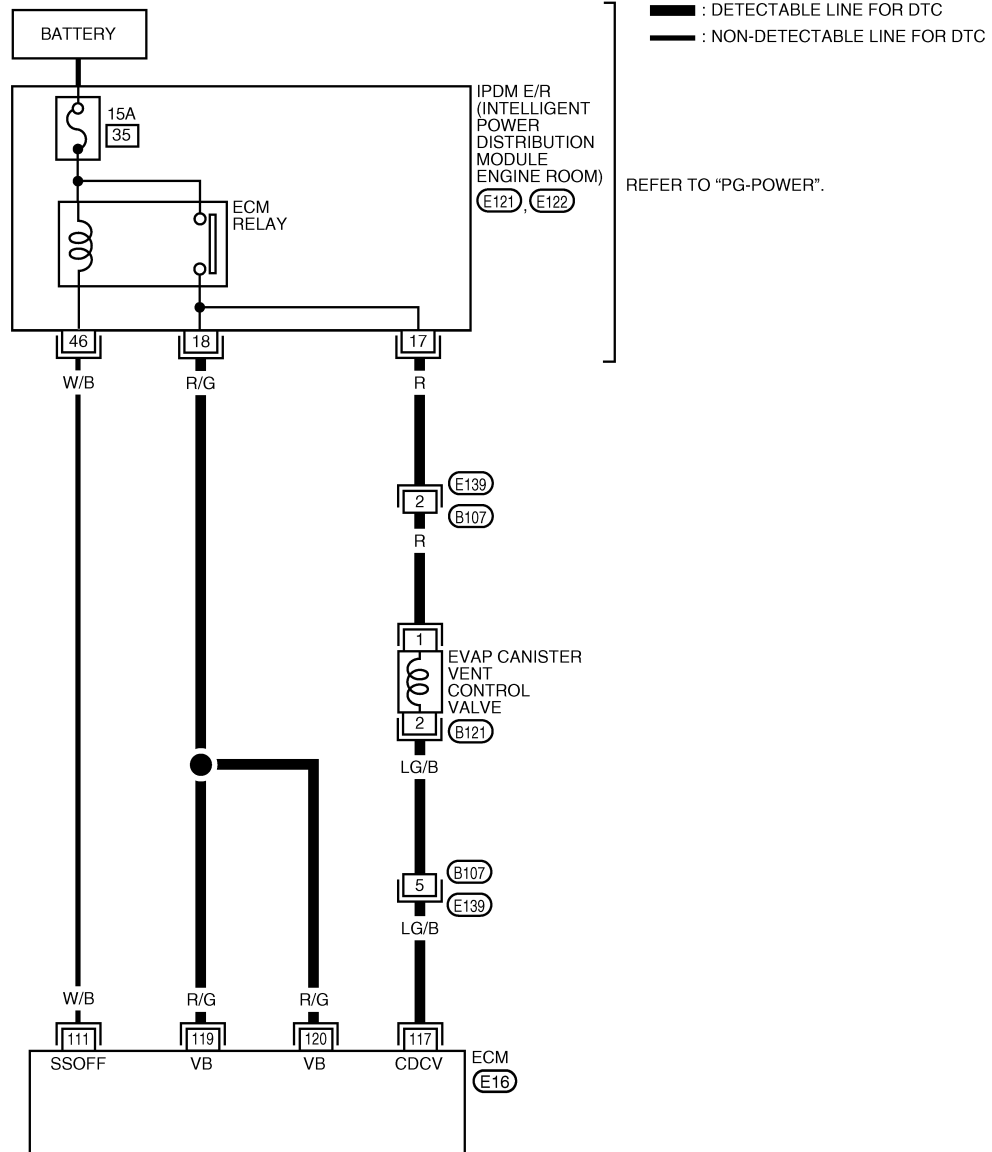 : DETECTABLE LINE FOR DTC
: NON-DETECTABLE LINE FOR DTC
BATTERY
15A
35
IPDM E/R
(INTELLIGENT
POWER
DISTRIBUTION
MODULE
ENGINE ROOM)
E121 , E122
REFER TO “PG-POWER”.
ECM
RELAY
46 18 17
W/B R/G R
2
E139
B107
R
1
EVAP CANISTER
VENT
CONTROL
VALVE
2
B121
LG/B
5
B107
E139
LG/B
W/B R/G R/G
111 119 120 117
SSOFF VB VB CDCV
ECM
E16